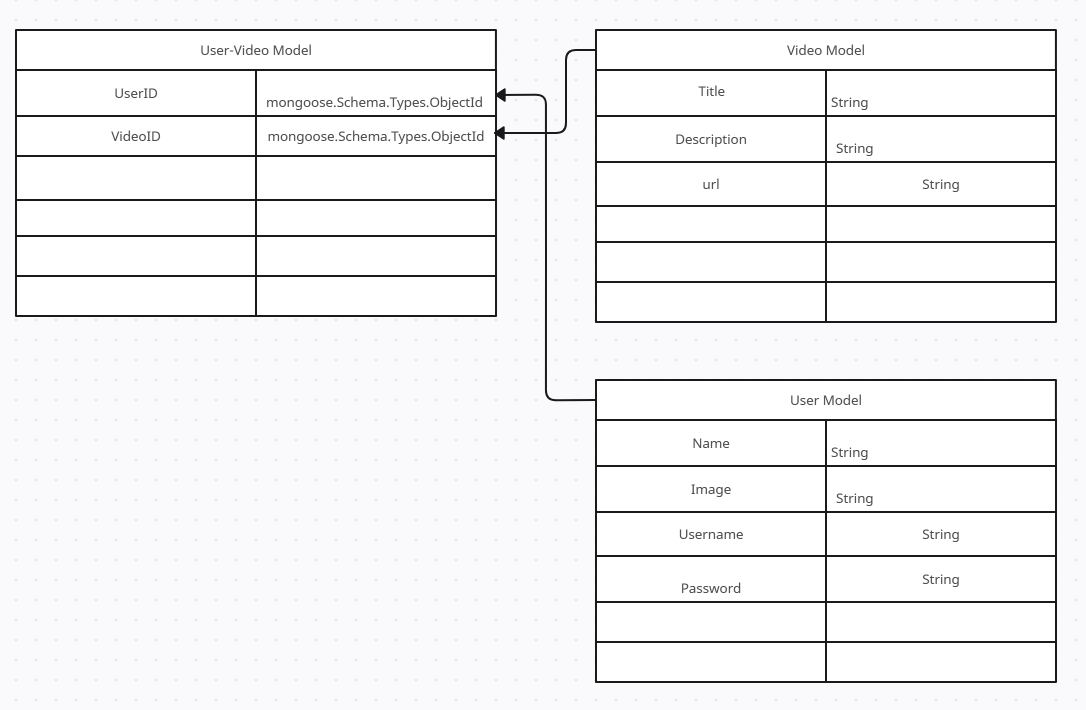 User-Video Model
UserID
mongoose.Schema.Types.ObjectId
VideoID
mongoose.Schema.Types.ObjectId
Video Model
Title
String
Description
String
url
String
User Model
Name
String
Image
String
Username
String
Password
String